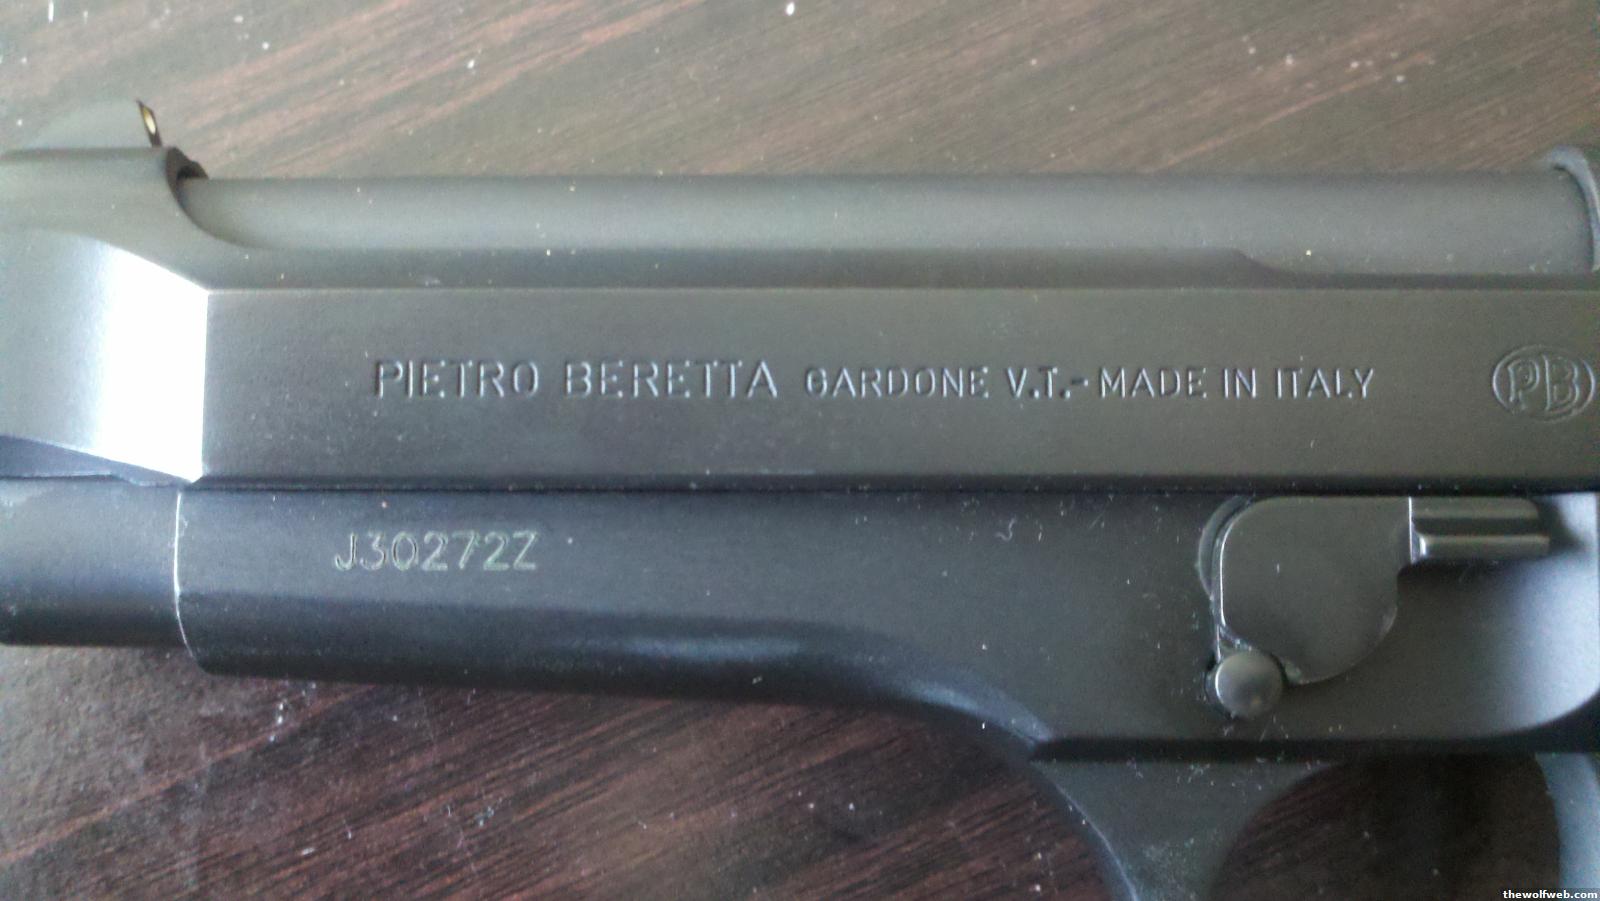 PIETRO BERETTA GARDONE V.T.-MADE IN ITALY
PB
J30272Z
thewolfweb.com